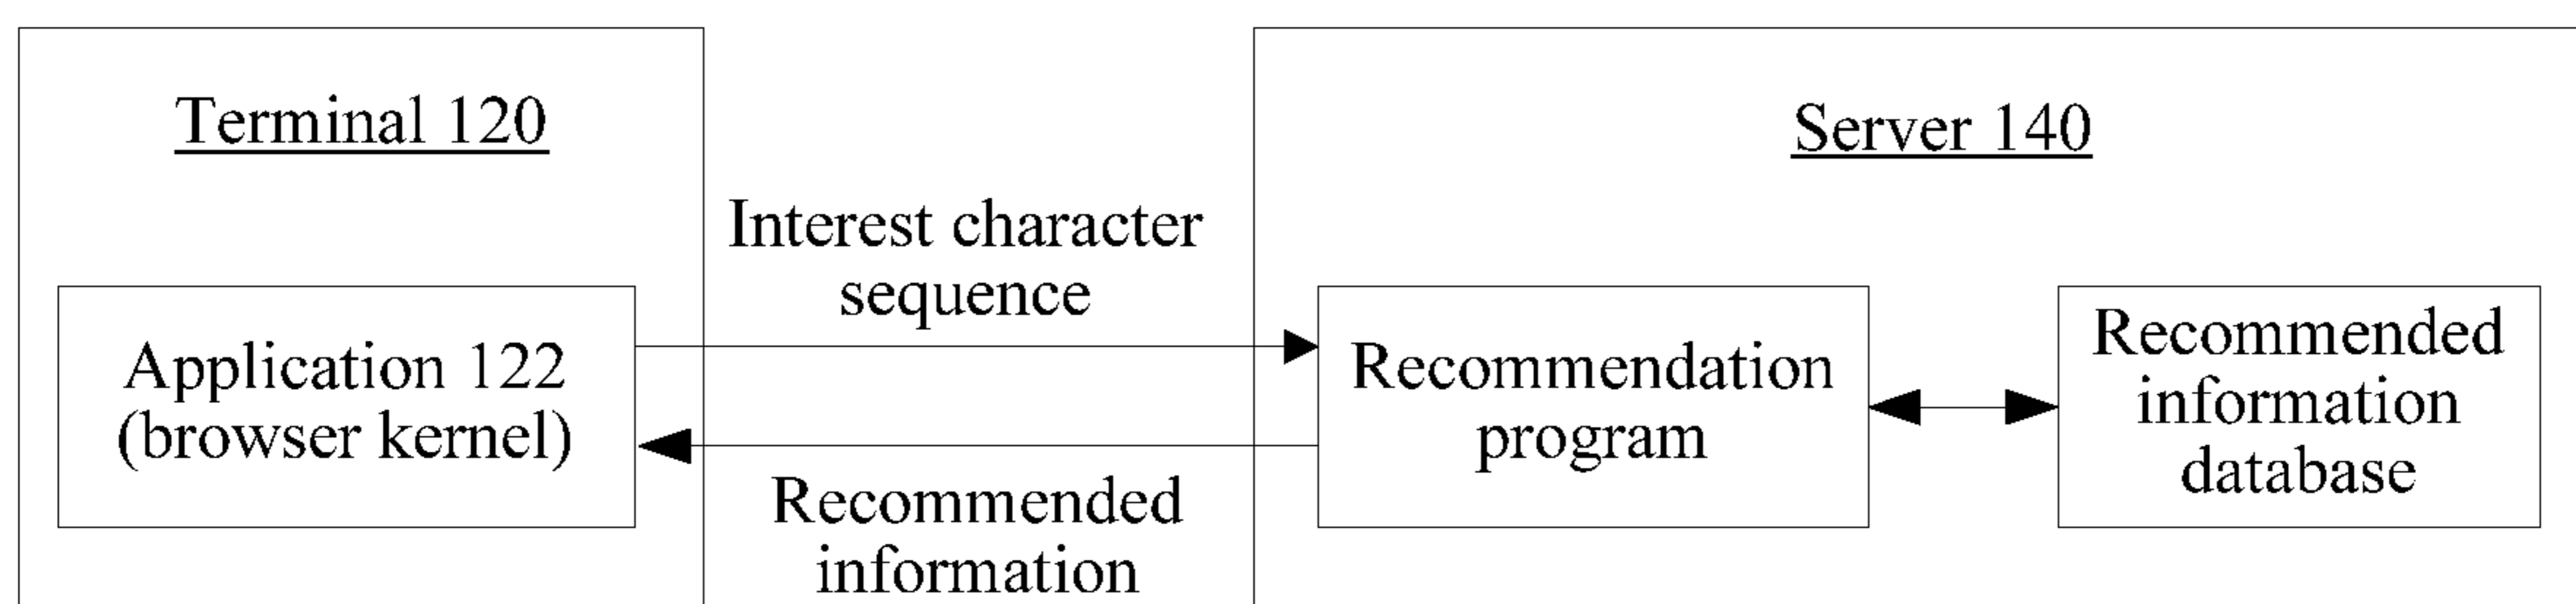 Terminal 120
Server 140
Interest character
sequence
Application 122
(browser kernel)
Recommendation
program
Recommended
information
database
Recommended
information